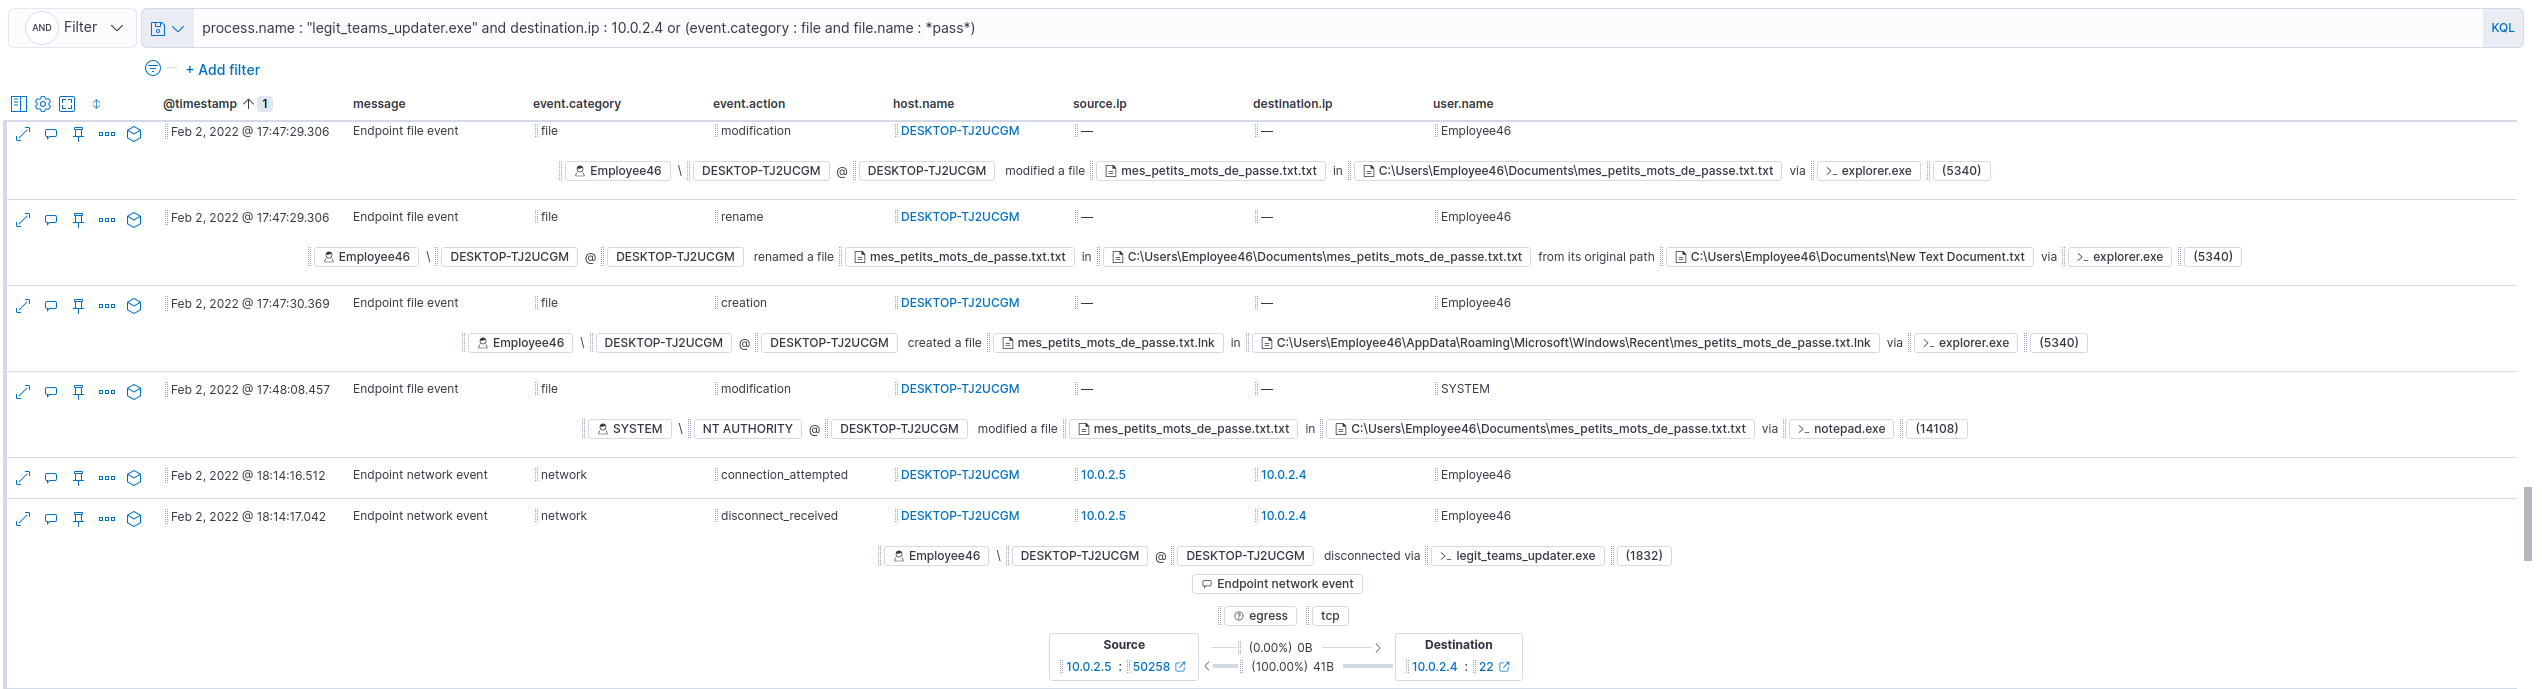 AND Filter process.name : "legit_teams_updater.exe" and destination.ip : 10.0.2.4 or (event.category : file and file.name : *pass*) KQL
+ Add filter
@timestamp 1 message event.category event.action host.name source.ip destination.ip user.name
Feb 2, 2022 @ 17:47:29.306 Endpoint file event file modification DESKTOP-TJ2UCGM — — Employee46
Employee46 \ DESKTOP-TJ2UCGM @ DESKTOP-TJ2UCGM modified a file mes_petits_mots_de_passe.txt.txt in C:\Users\Employee46\Documents\mes_petits_mots_de_passe.txt.txt via >_ explorer.exe (5340)
Feb 2, 2022 @ 17:47:29.306 Endpoint file event file rename DESKTOP-TJ2UCGM — — Employee46
Employee46 \ DESKTOP-TJ2UCGM @ DESKTOP-TJ2UCGM renamed a file mes_petits_mots_de_passe.txt.txt in C:\Users\Employee46\Documents\mes_petits_mots_de_passe.txt.txt from its original path C:\Users\Employee46\Documents\New Text Document.txt via >_ explorer.exe (5340)
Feb 2, 2022 @ 17:47:30.369 Endpoint file event file creation DESKTOP-TJ2UCGM — — Employee46
Employee46 \ DESKTOP-TJ2UCGM @ DESKTOP-TJ2UCGM created a file mes_petits_mots_de_passe.txt.lnk in C:\Users\Employee46\AppData\Roaming\Microsoft\Windows\Recent\mes_petits_mots_de_passe.txt.lnk via >_ explorer.exe (5340)
Feb 2, 2022 @ 17:48:08.457 Endpoint file event file modification DESKTOP-TJ2UCGM — — SYSTEM
SYSTEM \ NT AUTHORITY @ DESKTOP-TJ2UCGM modified a file mes_petits_mots_de_passe.txt.txt in C:\Users\Employee46\Documents\mes_petits_mots_de_passe.txt.txt via >_ notepad.exe (14108)
Feb 2, 2022 @ 18:14:16.512 Endpoint network event network connection_attempted DESKTOP-TJ2UCGM 10.0.2.5 10.0.2.4 Employee46
Feb 2, 2022 @ 18:14:17.042 Endpoint network event network disconnect_received DESKTOP-TJ2UCGM 10.0.2.5 10.0.2.4 Employee46
Employee46 \ DESKTOP-TJ2UCGM @ DESKTOP-TJ2UCGM disconnected via >_ legit_teams_updater.exe (1832)
Endpoint network event
egress tcp
Source (0.00%) 0B Destination
10.0.2.5 : 50258 (100.00%) 41B 10.0.2.4 : 22